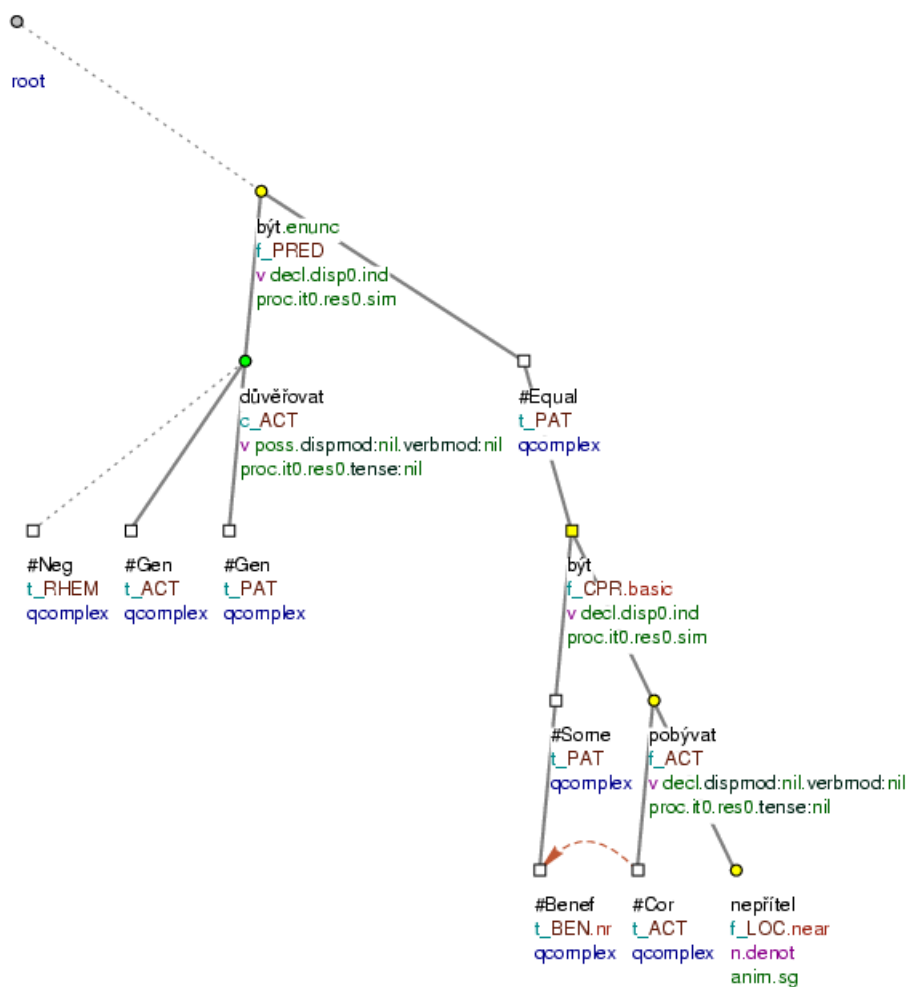 root
být.enunc
f_PRED
v decl.disp0.ind
proc.it0.res0.sim
důvěřovat
c_ACT
v poss.dispmod:nil.verbmod:nil
proc.it0.res0.tense:nil
#Equal
t_PAT
qcomplex
#Neg
t_RHEM
qcomplex
#Gen
t_ACT
qcomplex
#Gen
t_PAT
qcomplex
být
f_CPR.basic
v decl.disp0.ind
proc.it0.res0.sim
#Some
t_PAT
qcomplex
pobývat
f_ACT
v decl.dispmod:nil.verbmod:nil
proc.it0.res0.tense:nil
#Benef
t_BEN.nr
qcomplex
#Cor
t_ACT
qcomplex
nepřítel
f_LOC.near
n.denot
anim.sg